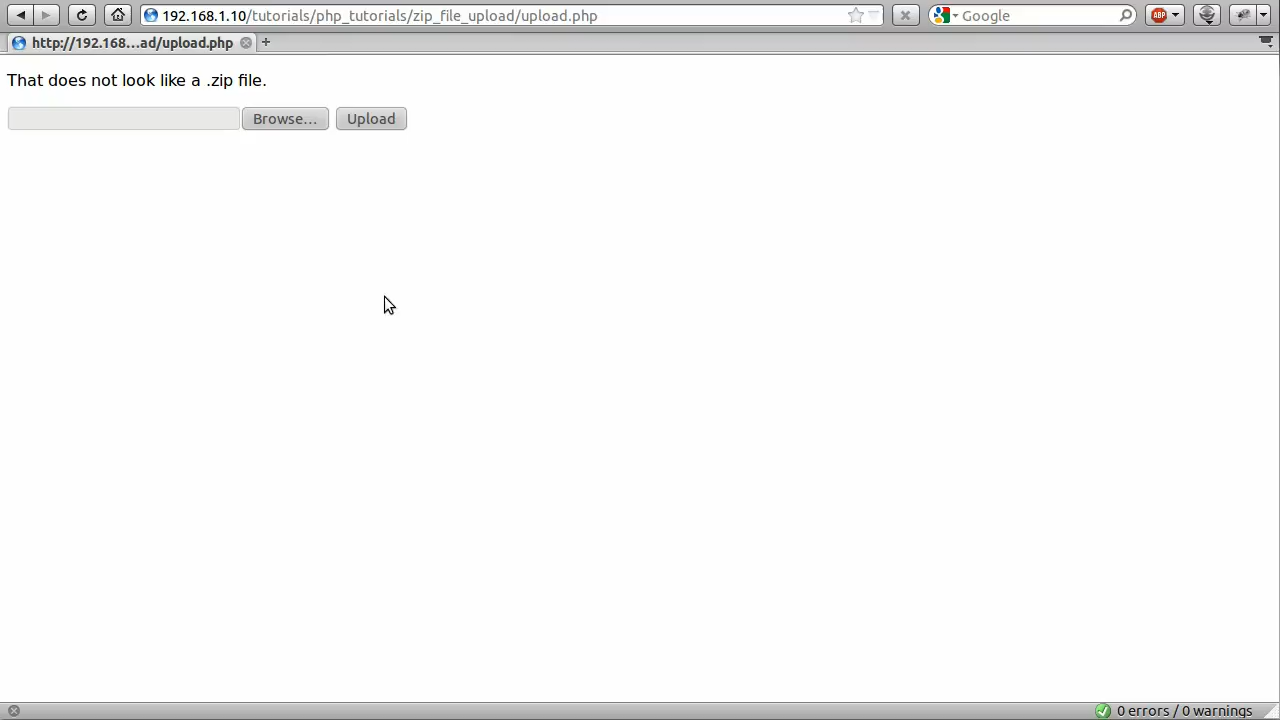 192.168.1.10/tutorials/php_tutorials/zip_file_upload/upload.php
Google
ABP
http://192.168...ad/upload.php
That does not look like a .zip file.
Browse...
Upload
0 errors / 0 warnings